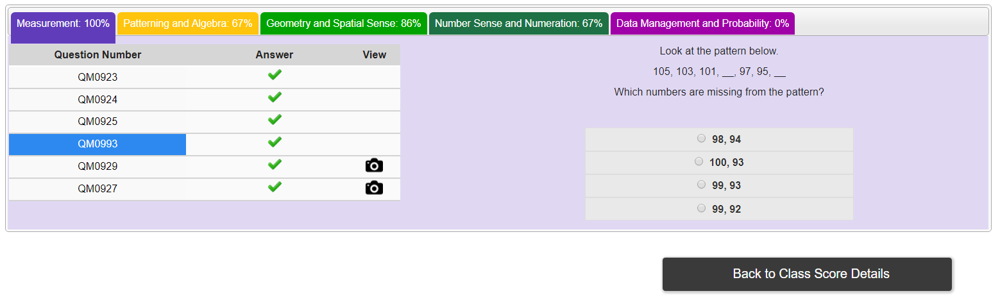 Measurement: 100% Patterning and Algebra: 67% Geometry and Spatial Sense: 86% Number Sense and Numeration: 67% Data Management and Probability: 0%
Question Number Answer View
QM0923
QM0924
QM0925
QM0993
QM0929
QM0927
Look at the pattern below.
105, 103, 101, __, 97, 95, __
Which numbers are missing from the pattern?
98, 94
100, 93
99, 93
99, 92
Back to Class Score Details